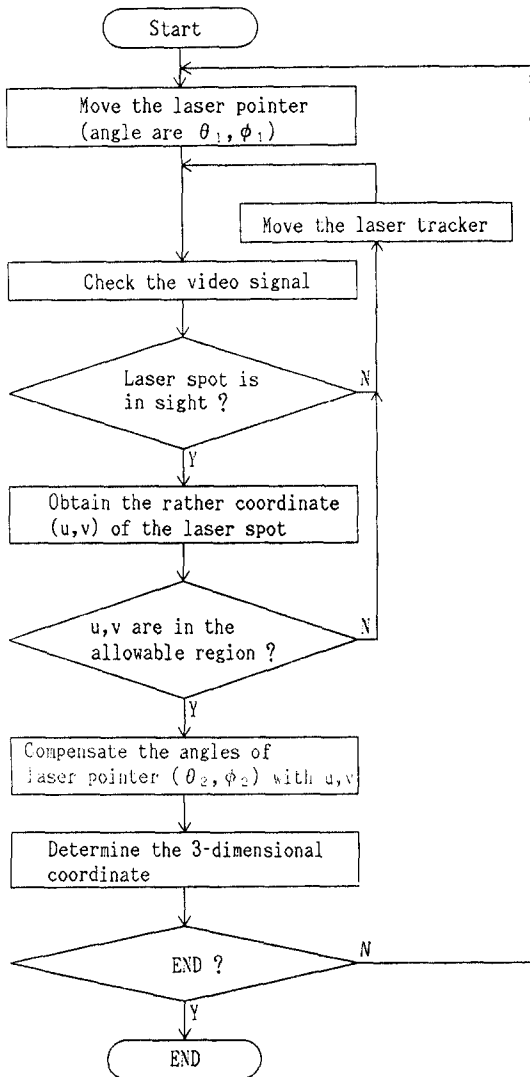 Start
Move the laser pointer
(angle are θ₁,ϕ₁)
Move the laser tracker
Check the video signal
Laser spot is
in sight ?
N
Y
Obtain the rather coordinate
(u,v) of the laser spot
u,v are in the
allowable region ?
N
Y
Compensate the angles of
laser pointer (θ₂,ϕ₂) with u,v
Determine the 3-dimensional
coordinate
END ?
N
Y
END